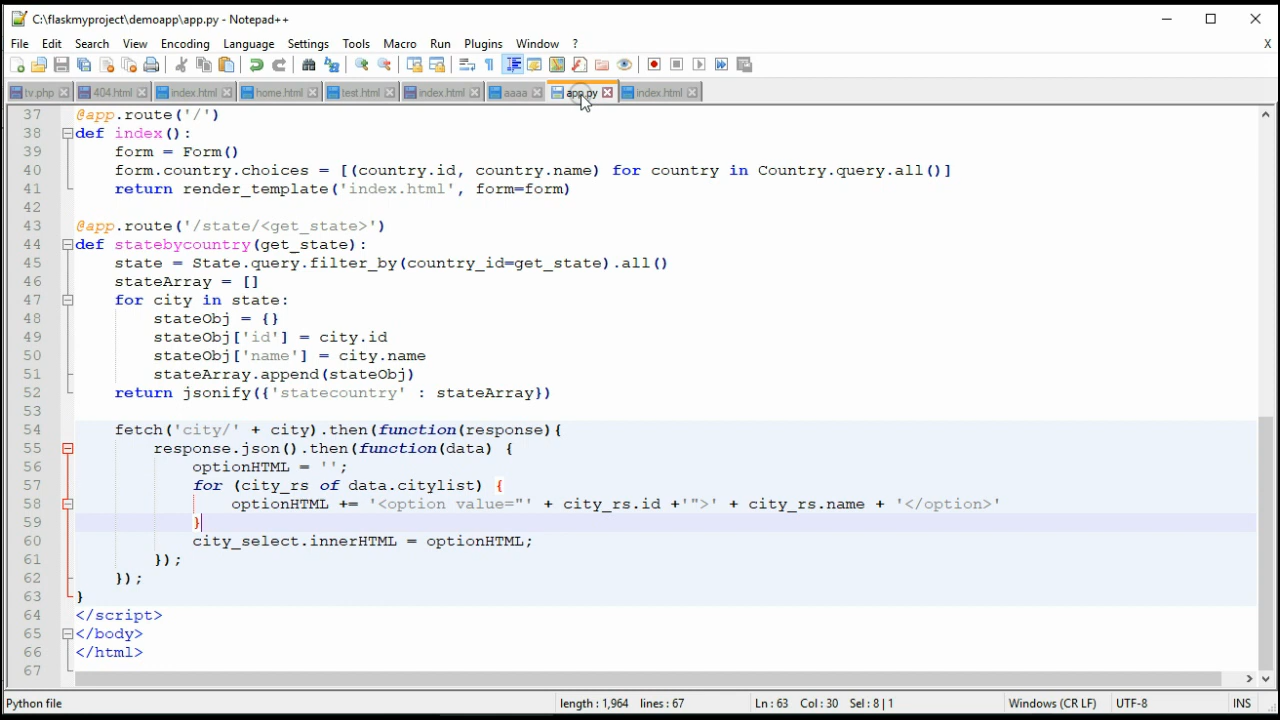 C:\flaskmyproject\demoapp\app.py - Notepad++
File Edit Search View Encoding Language Settings Tools Macro Run Plugins Window ? X
tv.php 404.html index.html home.html test.html index.html aaaa app.py index.html
37 @app.route('/')
38 def index():
39 form = Form()
40 form.country.choices = [(country.id, country.name) for country in Country.query.all()]
41 return render_template('index.html', form=form)
42
43 @app.route('/state/<get_state>')
44 def statebycountry(get_state):
45 state = State.query.filter_by(country_id=get_state).all()
46 stateArray = []
47 for city in state:
48 stateObj = {}
49 stateObj['id'] = city.id
50 stateObj['name'] = city.name
51 stateArray.append(stateObj)
52 return jsonify({'statecountry' : stateArray})
53
54 fetch('city/' + city).then(function(response){
55 response.json().then(function(data) {
56 optionHTML = '';
57 for (city_rs of data.citylist) {
58 optionHTML += '<option value="' + city_rs.id +'">' + city_rs.name + '</option>'
59 }
60 city_select.innerHTML = optionHTML;
61 });
62 });
63 }
64 </script>
65 </body>
66 </html>
67
Python file length : 1,964 lines : 67 Ln : 63 Col : 30 Sel : 8 | 1 Windows (CR LF) UTF-8 INS